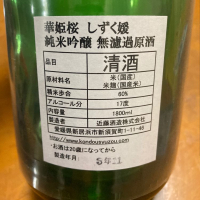 華姫桜 しずく媛
純米吟醸 無濾過原酒
品目 清酒
原材料名 米(国産)
米麹(国産米)
精米歩合 60%
アルコール分 17度
内容量 1800ml
製造者 近藤酒造株式会社
愛媛県新居浜市新須賀町1-11-46
http://www.kondousyuzou.com
お酒は20歳になってから
製造年月